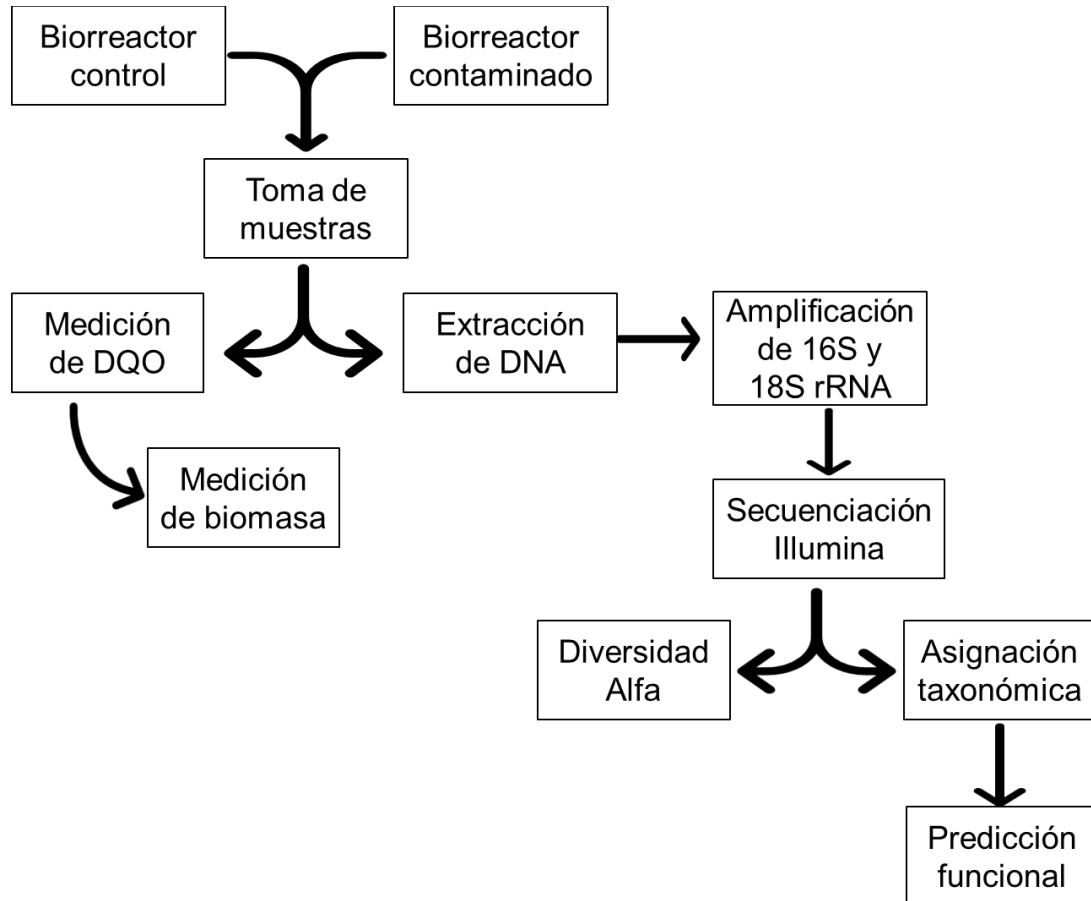 Biorreactor
control
Biorreactor
contaminado
Toma de
muestras
Medición
de DQO
Extracción
de DNA
Amplificación
de 16S y
18S rRNA
Medición
de biomasa
Secuenciación
Illumina
Diversidad
Alfa
Asignación
taxonómica
Predicción
funcional